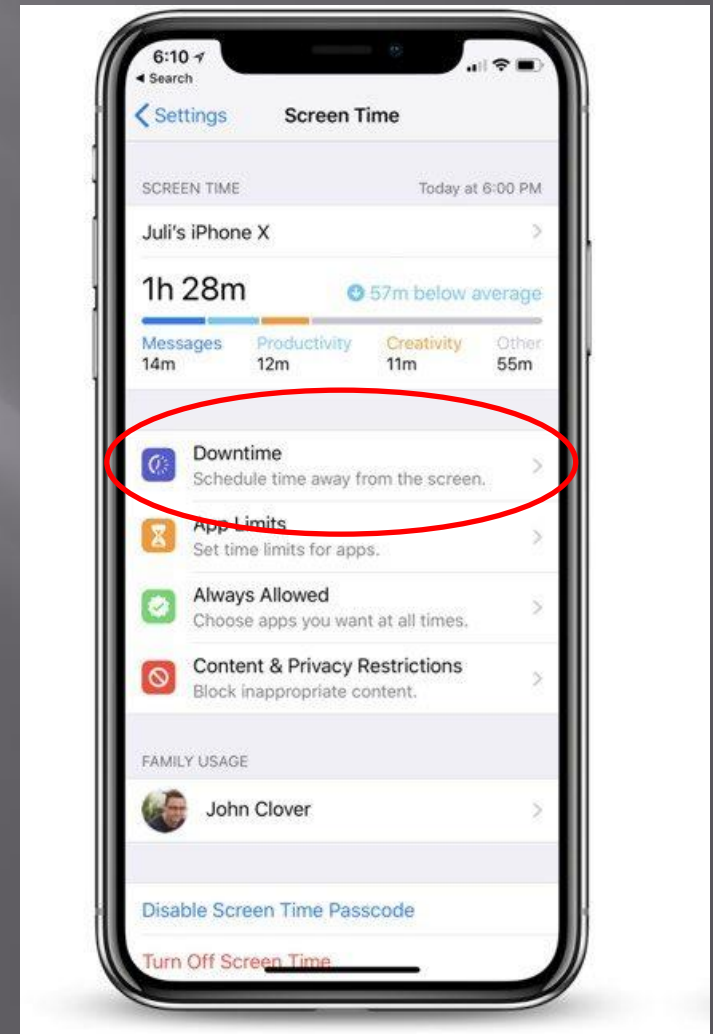 6:10
Search
Settings Screen Time
SCREEN TIME Today at 6:00 PM
Juli's iPhone X
1h 28m 57m below average
Messages Productivity Creativity Other
14m 12m 11m 55m
Downtime
Schedule time away from the screen.
App Limits
Set time limits for apps.
Always Allowed
Choose apps you want at all times.
Content & Privacy Restrictions
Block inappropriate content.
FAMILY USAGE
John Clover
Disable Screen Time Passcode
Turn Off Screen Time